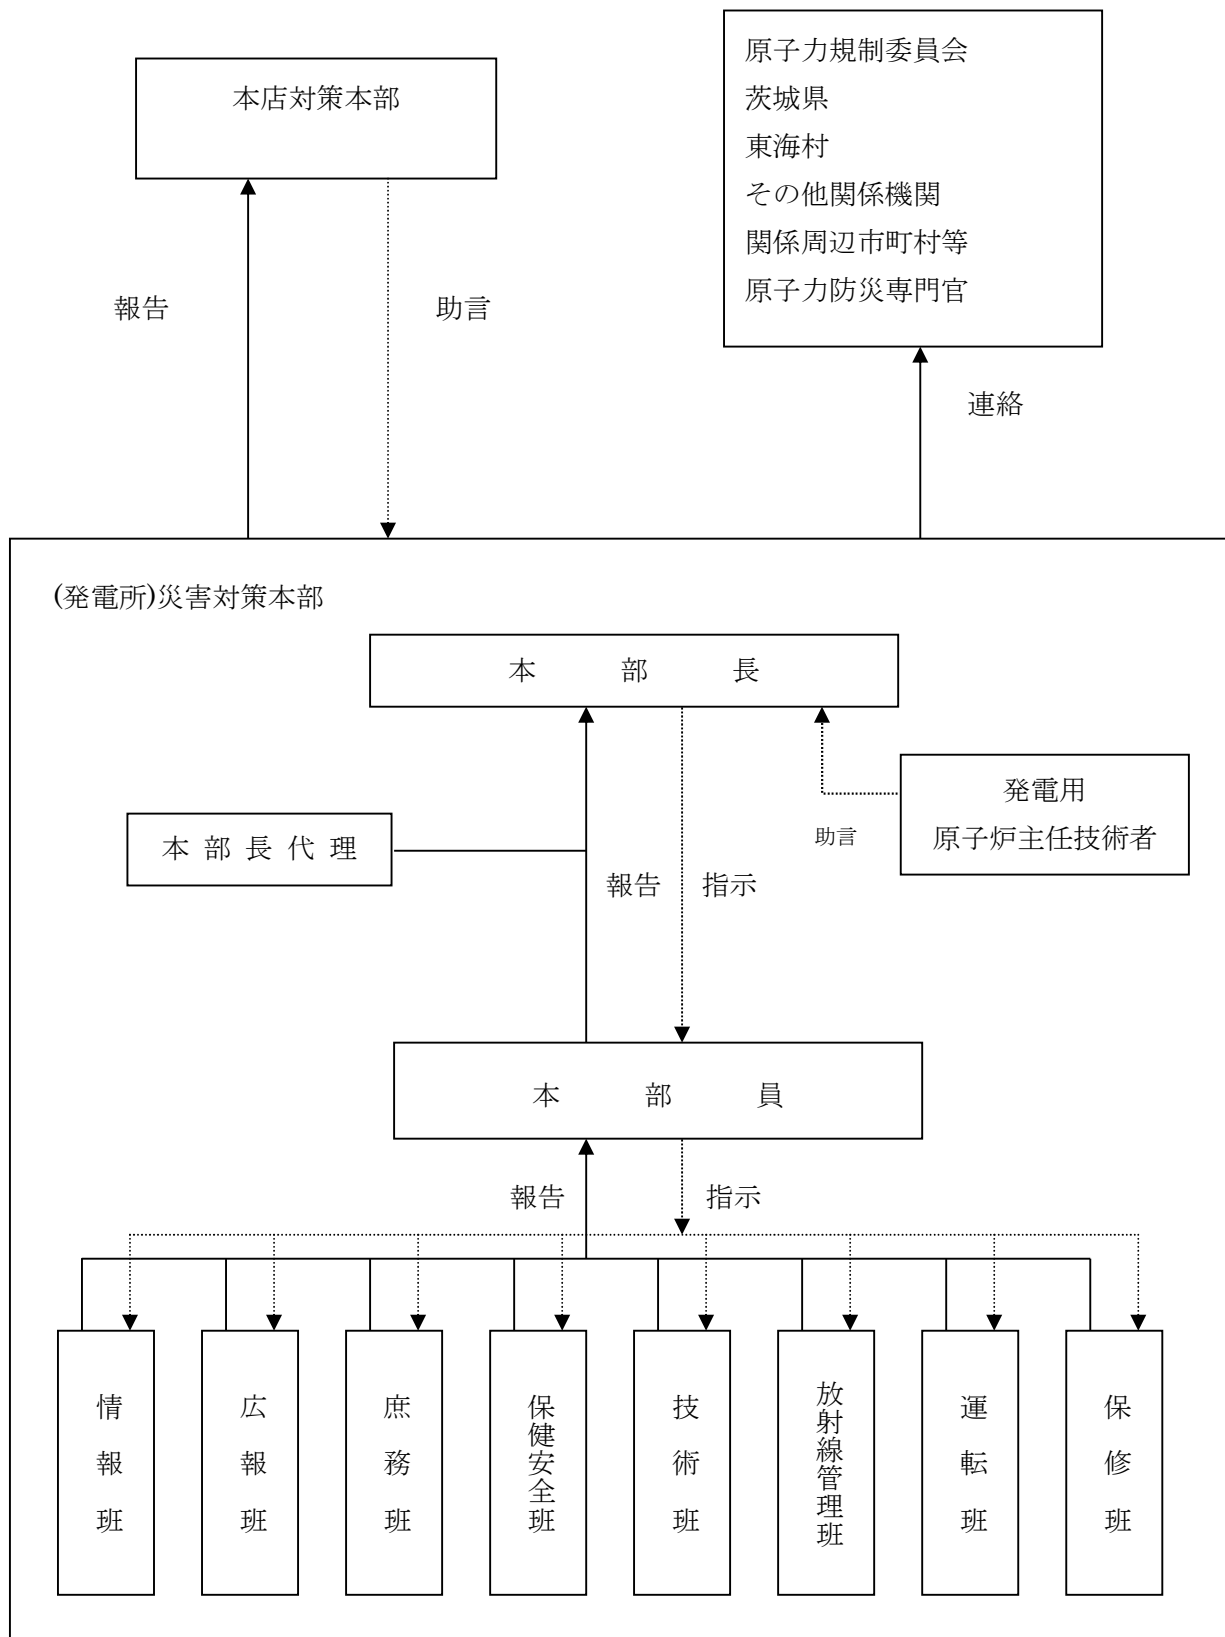 本店対策本部
原子力規制委員会
茨城県
東海村
その他関係機関
関係周辺市町村等
原子力防災専門官
報告
助言
連絡
(発電所)災害対策本部
本部長
発電用
原子炉主任技術者
助言
本部長代理
報告
指示
本部員
報告
指示
情報班
広報班
庶務班
保健安全班
技術班
放射線管理班
運転班
保修班